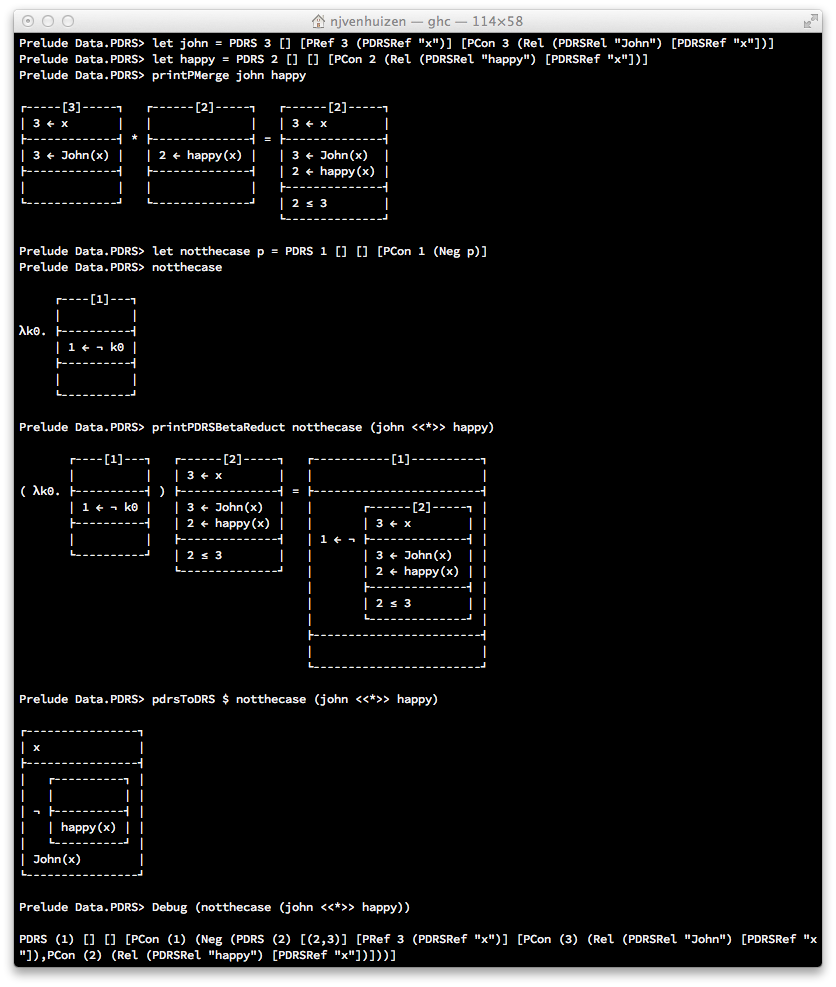 njvenhuizen — ghc — 114×58
Prelude Data.PDRS> let john = PDRS 3 [] [PRef 3 (PDRSRef "x")] [PCon 3 (Rel (PDRSRel "John") [PDRSRef "x"])]
Prelude Data.PDRS> let happy = PDRS 2 [] [] [PCon 2 (Rel (PDRSRel "happy") [PDRSRef "x"])]
Prelude Data.PDRS> printPMerge john happy
┌-----[3]-----┐  ┌------[2]-----┐   ┌------[2]-----┐
| 3 ← x       |  |              |   | 3 ← x        |
├-------------┤ * ├--------------┤ = ├--------------┤
| 3 ← John(x) |  | 2 ← happy(x) |   | 3 ← John(x)  |
├-------------┤  ├--------------┤   | 2 ← happy(x) |
|             |  |              |   ├--------------┤
└-------------┘  └--------------┘   | 2 ≤ 3        |
                                    └--------------┘
Prelude Data.PDRS> let notthecase p = PDRS 1 [] [] [PCon 1 (Neg p)]
Prelude Data.PDRS> notthecase
     ┌----[1]---┐
     |          |
λk0. ├----------┤
     | 1 ← ¬ k0 |
     ├----------┤
     |          |
     └----------┘
Prelude Data.PDRS> printPDRSBetaReduct notthecase (john <<*>> happy)
       ┌----[1]---┐   ┌------[2]-----┐   ┌----------[1]----------┐
       |          |   | 3 ← x        |   |                       |
( λk0. ├----------┤ ) ├--------------┤ = ├-----------------------┤
       | 1 ← ¬ k0 |   | 3 ← John(x)  |   |       ┌------[2]-----┐ |
       ├----------┤   | 2 ← happy(x) |   |       | 3 ← x        | |
       |          |   ├--------------┤   | 1 ← ¬ ├--------------┤ |
       └----------┘   | 2 ≤ 3        |   |       | 3 ← John(x)  | |
                      └--------------┘   |       | 2 ← happy(x) | |
                                         |       ├--------------┤ |
                                         |       | 2 ≤ 3        | |
                                         |       └--------------┘ |
                                         ├-----------------------┤
                                         |                       |
                                         └-----------------------┘
Prelude Data.PDRS> pdrsToDRS $ notthecase (john <<*>> happy)
┌----------------┐
| x              |
├----------------┤
|   ┌----------┐ |
|   |          | |
| ¬ ├----------┤ |
|   | happy(x) | |
|   └----------┘ |
| John(x)        |
└----------------┘
Prelude Data.PDRS> Debug (notthecase (john <<*>> happy))
PDRS (1) [] [] [PCon (1) (Neg (PDRS (2) [(2,3)] [PRef 3 (PDRSRef "x")] [PCon (3) (Rel (PDRSRel "John") [PDRSRef "x
"]),PCon (2) (Rel (PDRSRel "happy") [PDRSRef "x"])]))]